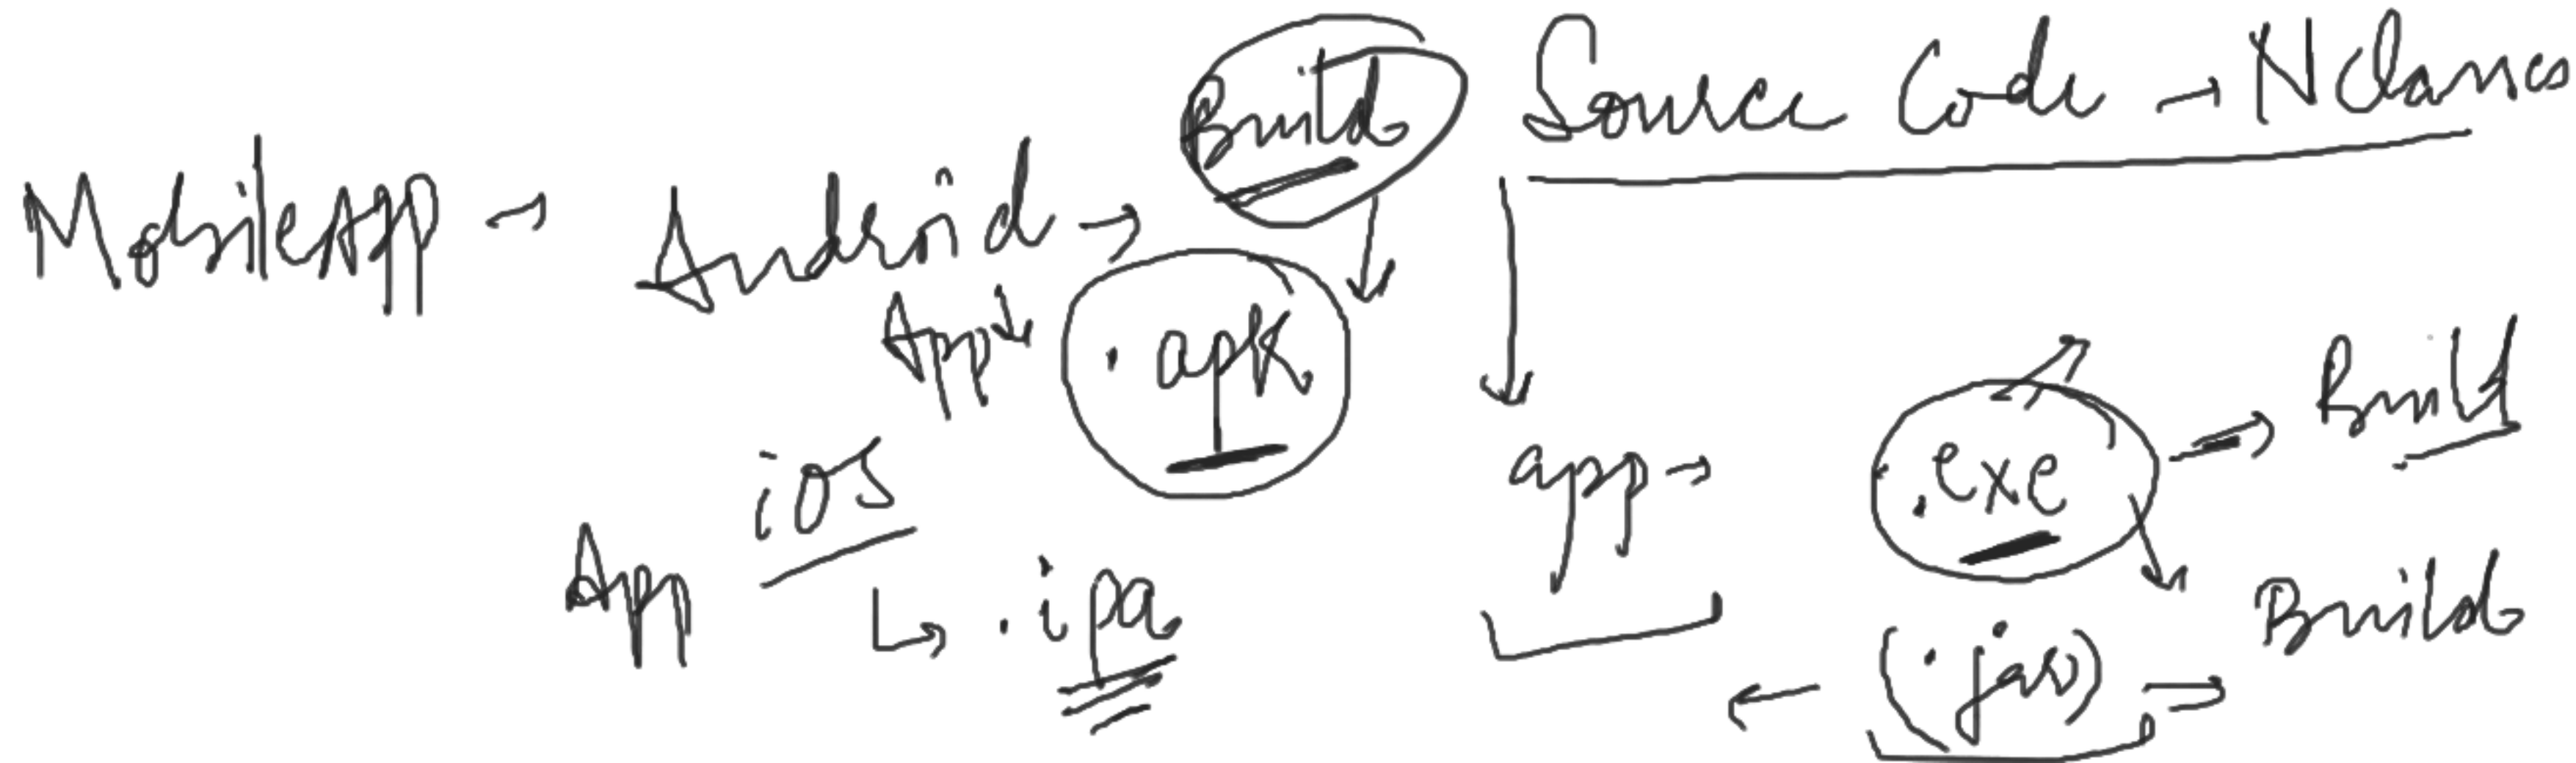 Build Source Code → N Classes
MobileApp → Android →
App .apk
.exe → Build
iOS app →
App .ipa
Build
(.jar)